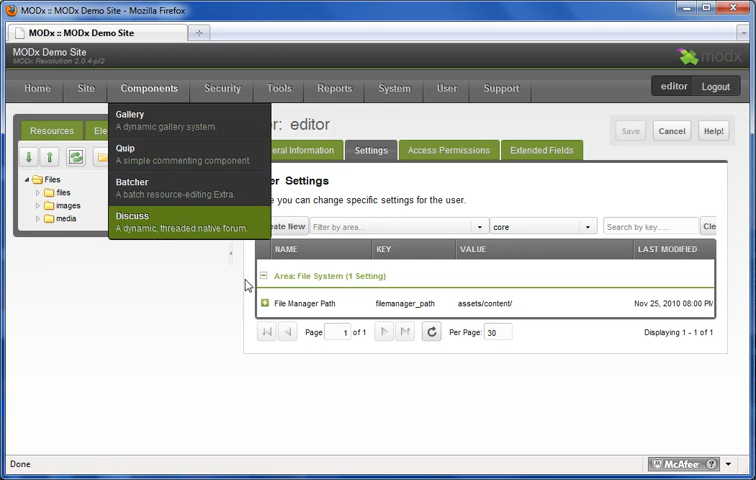 MODx :: MODx Demo Site - Mozilla Firefox
MODx :: MODx Demo Site
MODx Demo Site
MODx Revolution 2.0.4-pl2
modx
Home Site Components Security Tools Reports System User Support
editor Logout
Resources Ele
Files
files
images
media
Gallery
A dynamic gallery system.
Quip
A simple commenting component.
Batcher
A batch resource-editing Extra.
Discuss
A dynamic, threaded native forum.
er: editor
Save Cancel Help!
eral Information Settings Access Permissions Extended Fields
er Settings
e you can change specific settings for the user.
eate New Filter by area... core Search by key..... Cle
NAME KEY VALUE LAST MODIFIED
Area: File System (1 Setting)
File Manager Path filemanager_path assets/content/ Nov 25, 2010 08:00 PM
Page 1 of 1 Per Page: 30 Displaying 1 - 1 of 1
Done
McAfee